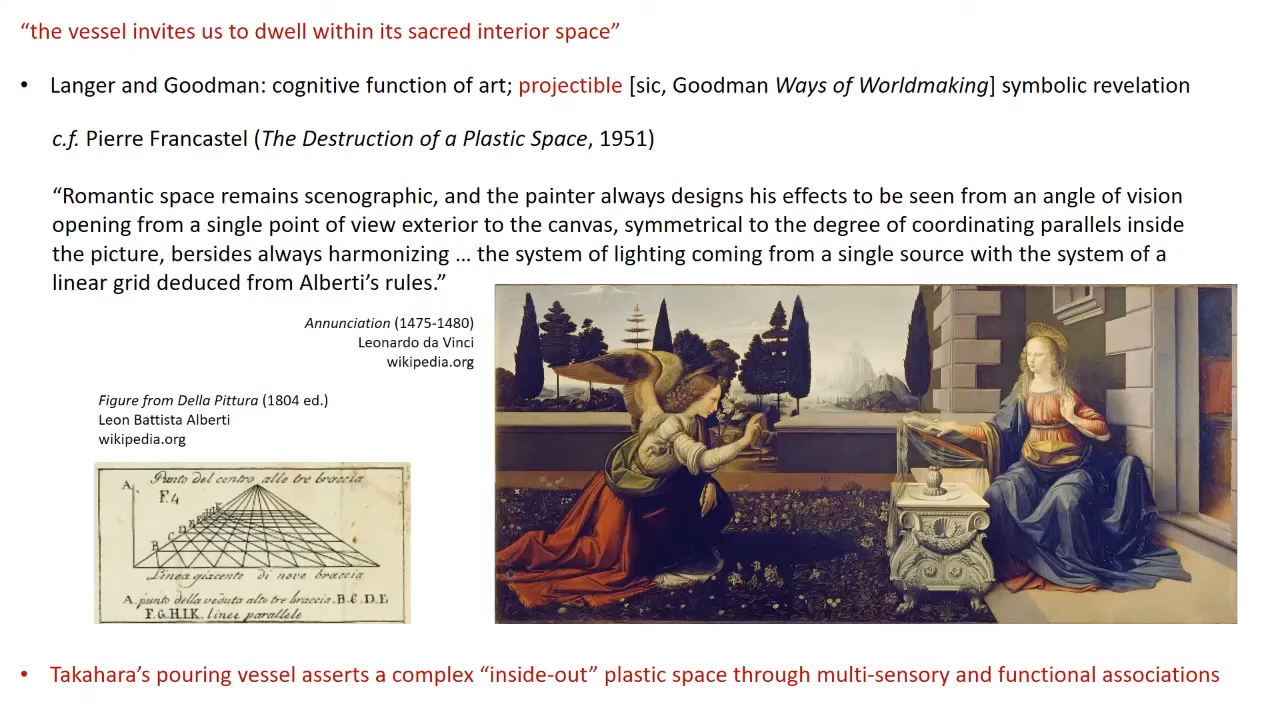 “the vessel invites us to dwell within its sacred interior space”
• Langer and Goodman: cognitive function of art; projectible [sic, Goodman Ways of Worldmaking] symbolic revelation
c.f. Pierre Francastel (The Destruction of a Plastic Space, 1951)
“Romantic space remains scenographic, and the painter always designs his effects to be seen from an angle of vision
opening from a single point of view exterior to the canvas, symmetrical to the degree of coordinating parallels inside
the picture, bersides always harmonizing … the system of lighting coming from a single source with the system of a
linear grid deduced from Alberti’s rules.”
Annunciation (1475-1480)
Leonardo da Vinci
wikipedia.org
Figure from Della Pittura (1804 ed.)
Leon Battista Alberti
wikipedia.org
Punto del centro alto tre braccia
A.
F.4
B
C
D
Linea giacente di nove braccia
A. punto della veduta alto tre braccia. B.C.D.E
F.G.H.I.K. linee parallele
• Takahara’s pouring vessel asserts a complex “inside-out” plastic space through multi-sensory and functional associations